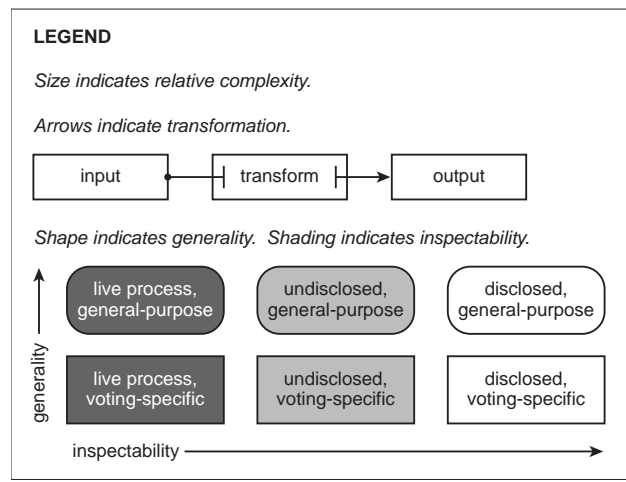 LEGEND
Size indicates relative complexity.
Arrows indicate transformation.
input transform output
Shape indicates generality. Shading indicates inspectability.
live process, undisclosed, disclosed,
general-purpose general-purpose general-purpose
live process, undisclosed, disclosed,
voting-specific voting-specific voting-specific
generality
inspectability